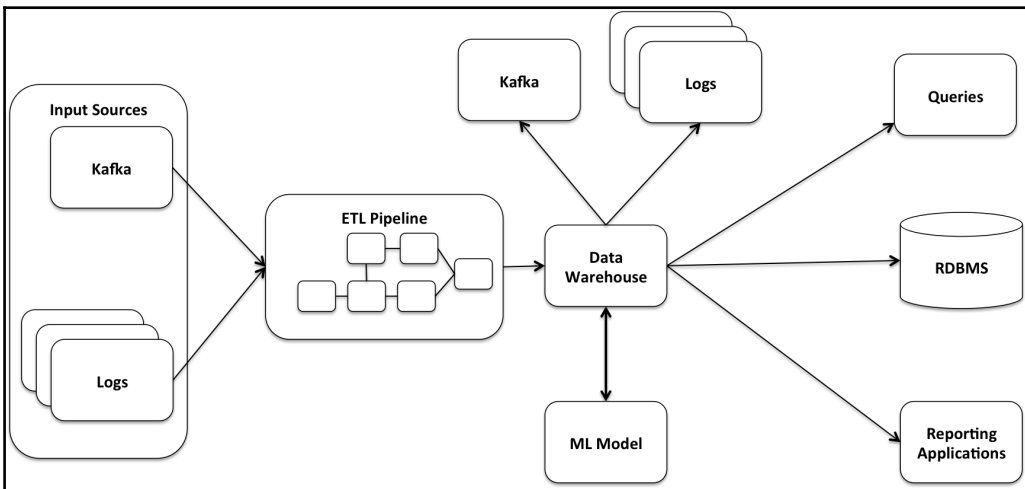 Kafka
Logs
Queries
Input Sources
Kafka
ETL Pipeline
Data
Warehouse
RDBMS
Logs
ML Model
Reporting
Applications